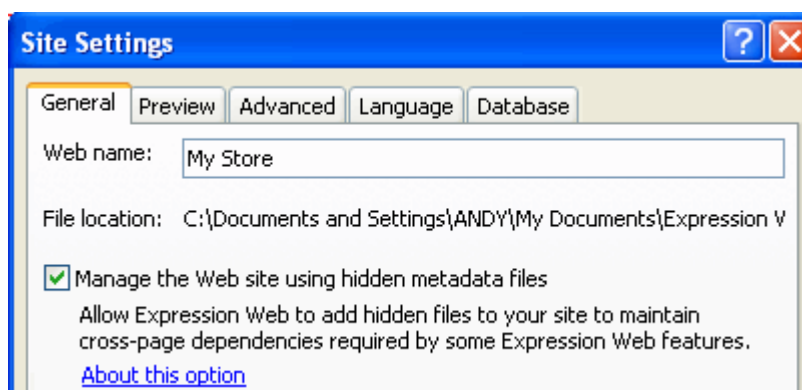 Site Settings
?
General Preview Advanced Language Database
Web name: My Store
File location: C:\Documents and Settings\ANDY\My Documents\Expression V
Manage the Web site using hidden metadata files
Allow Expression Web to add hidden files to your site to maintain
cross-page dependencies required by some Expression Web features.
About this option